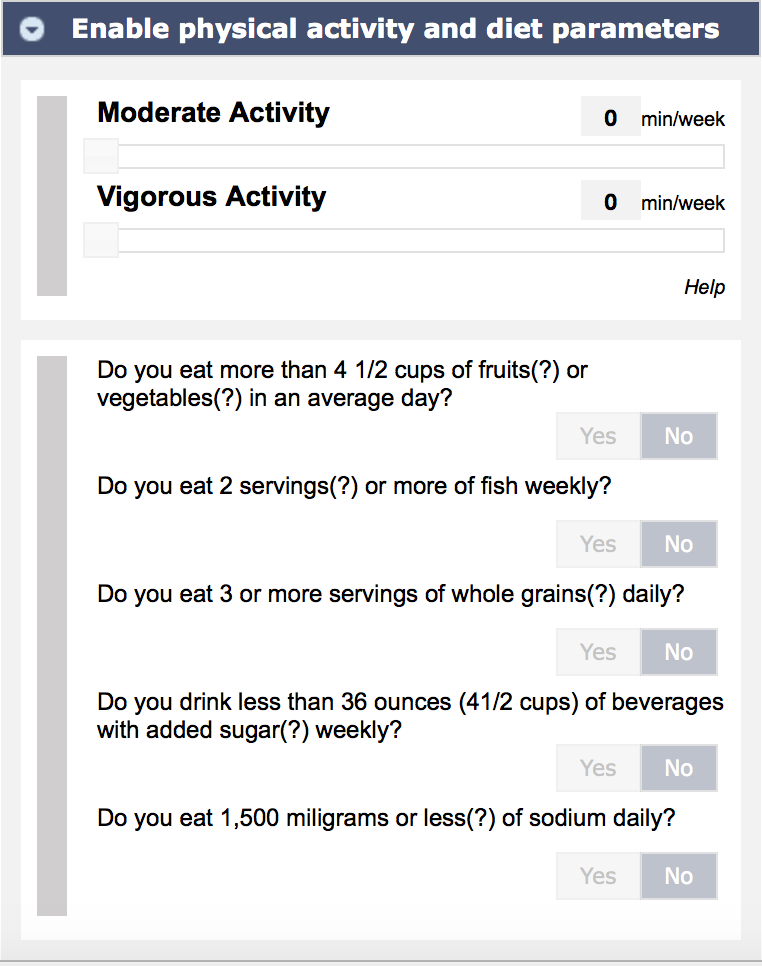 Enable physical activity and diet parameters
Moderate Activity
0 min/week
Vigorous Activity
0 min/week
Help
Do you eat more than 4 1/2 cups of fruits(?) or
vegetables(?) in an average day?
Yes No
Do you eat 2 servings(?) or more of fish weekly?
Yes No
Do you eat 3 or more servings of whole grains(?) daily?
Yes No
Do you drink less than 36 ounces (41/2 cups) of beverages
with added sugar(?) weekly?
Yes No
Do you eat 1,500 miligrams or less(?) of sodium daily?
Yes No